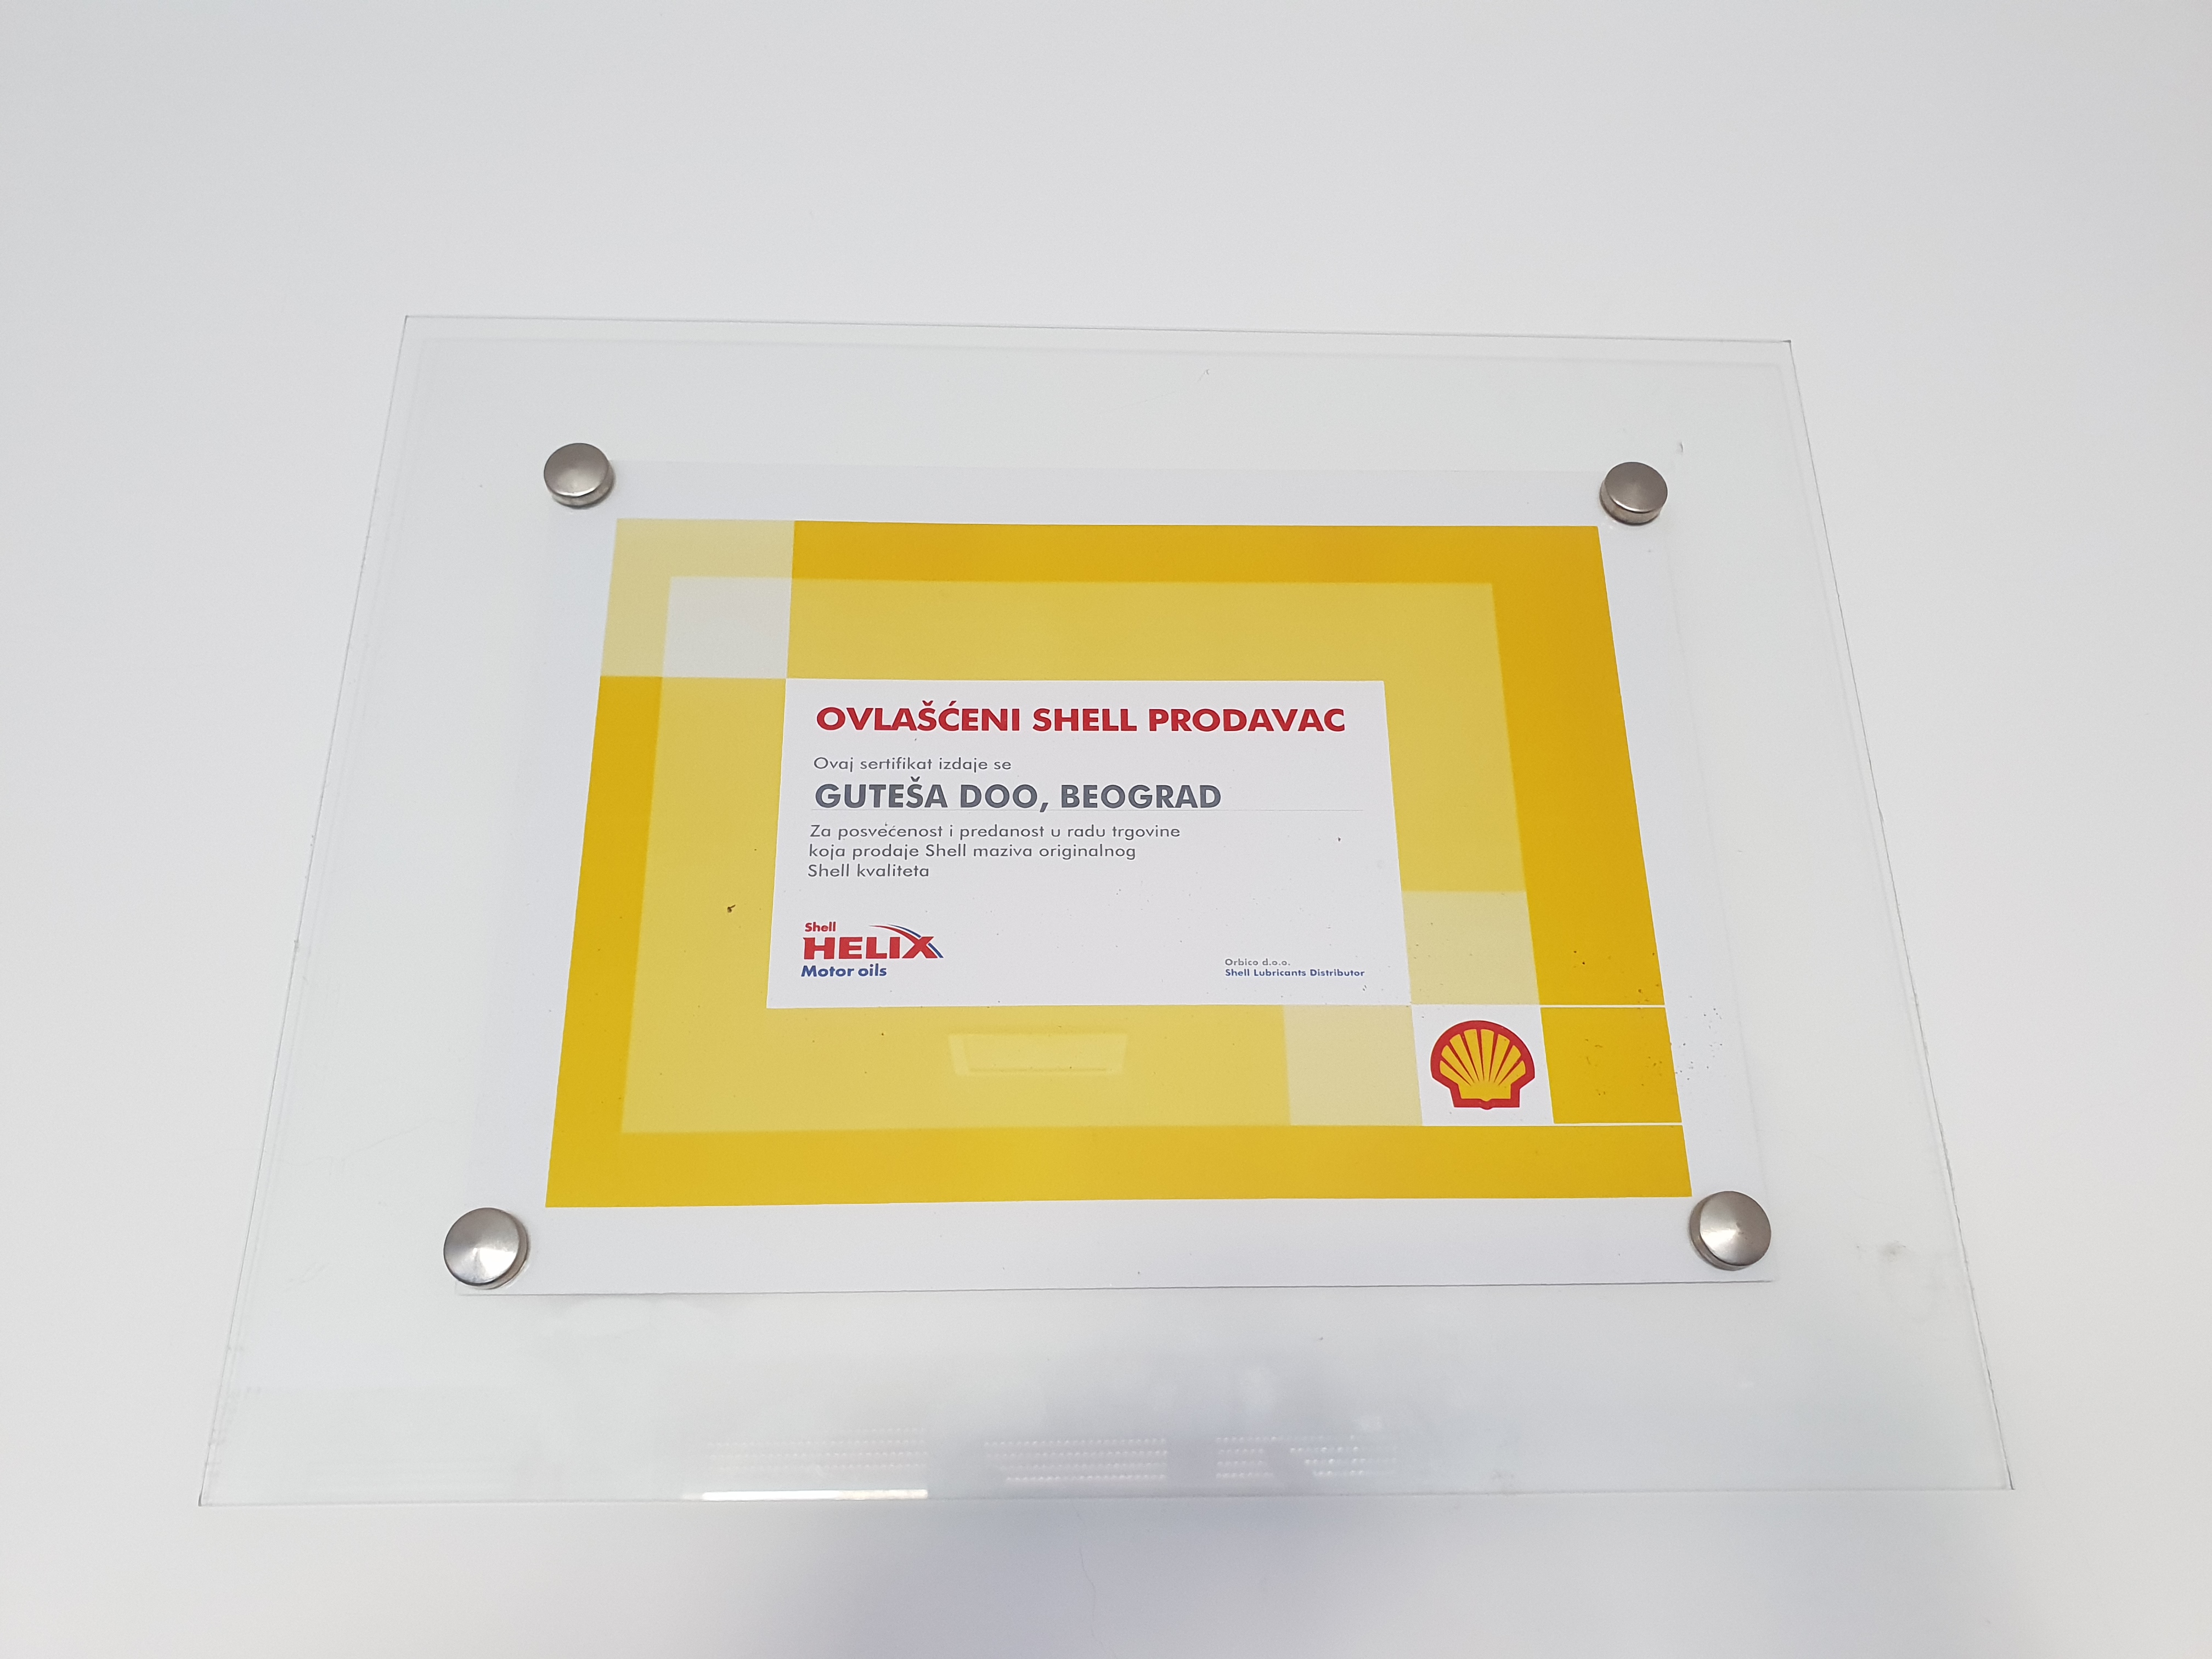 OVLAŠĆENI SHELL PRODAVAC
Ovaj sertifikat izdaje se
GUTEŠA DOO, BEOGRAD
Za posvećenost i predanost u radu trgovine
koja prodaje Shell maziva originalnog
Shell kvaliteta
Shell
HELIX
Motor oils
Orbico d.o.o.
Shell Lubricants Distributor